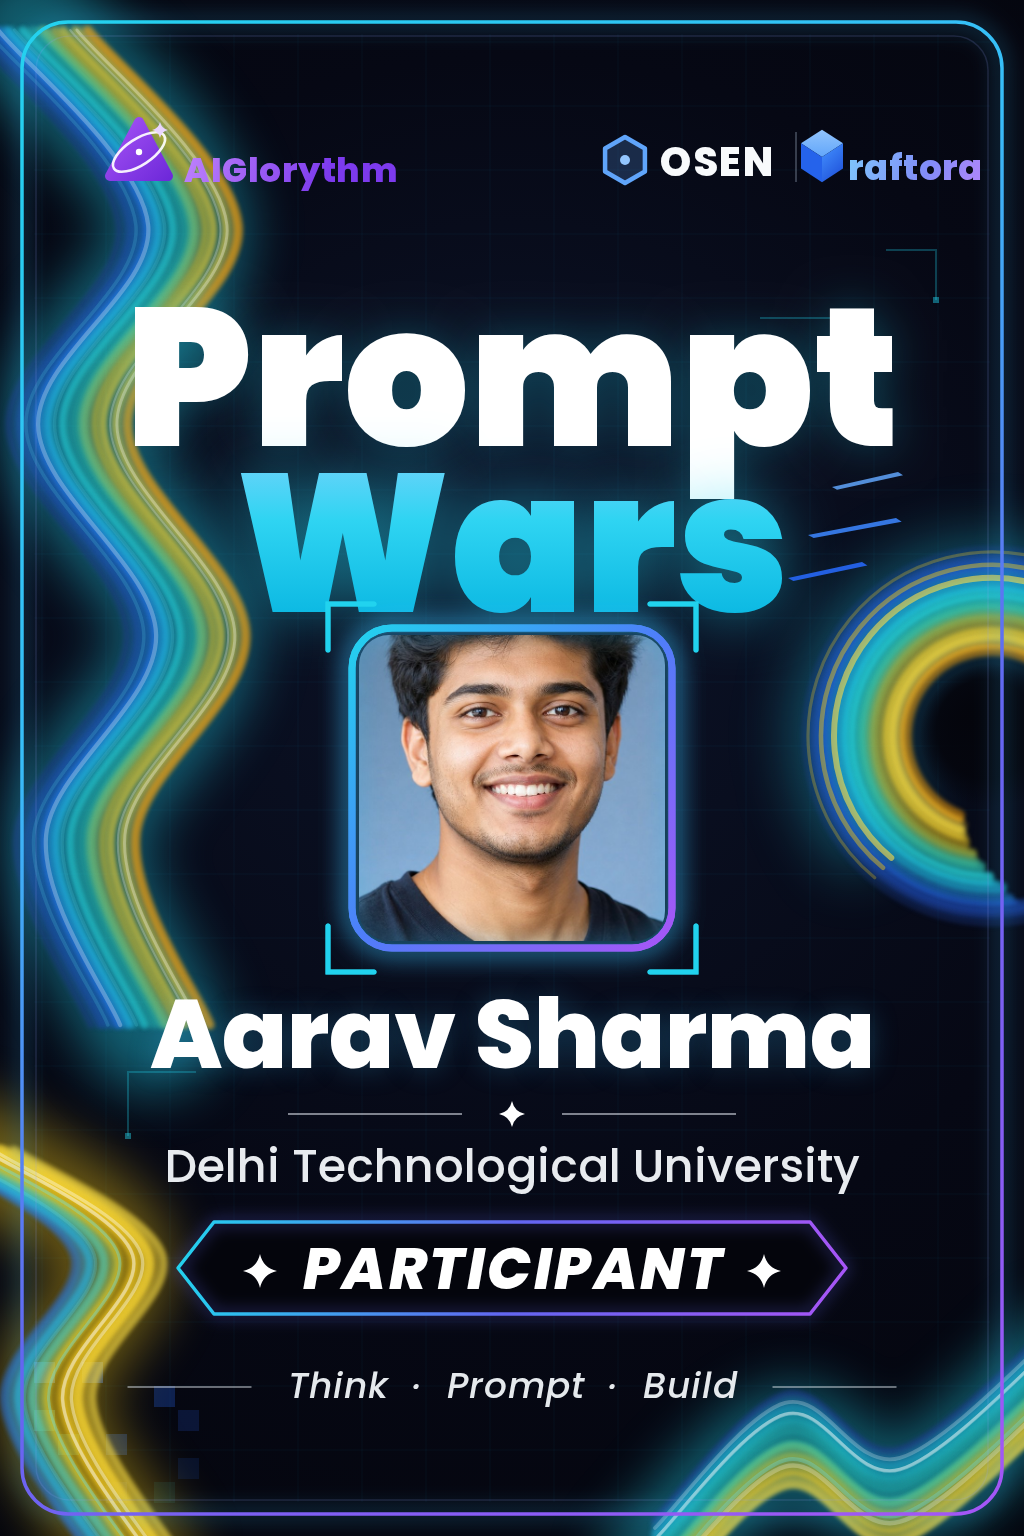 AIGlorythm
OSEN
raftora
Prompt
Wars
Aarav Sharma
Delhi Technological University
PARTICIPANT
Think · Prompt · Build